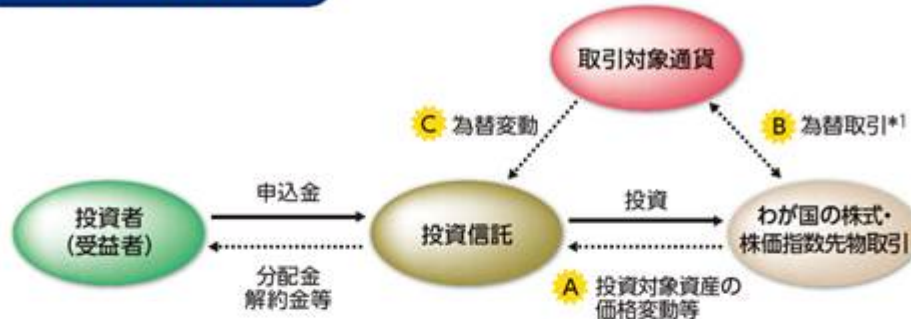 取引対象通貨
C 為替変動
B 為替取引*1
申込金
投資
投資者
(受益者)
投資信託
わが国の株式・
株価指数先物取引
分配金
解約金等
A 投資対象資産の
価格変動等